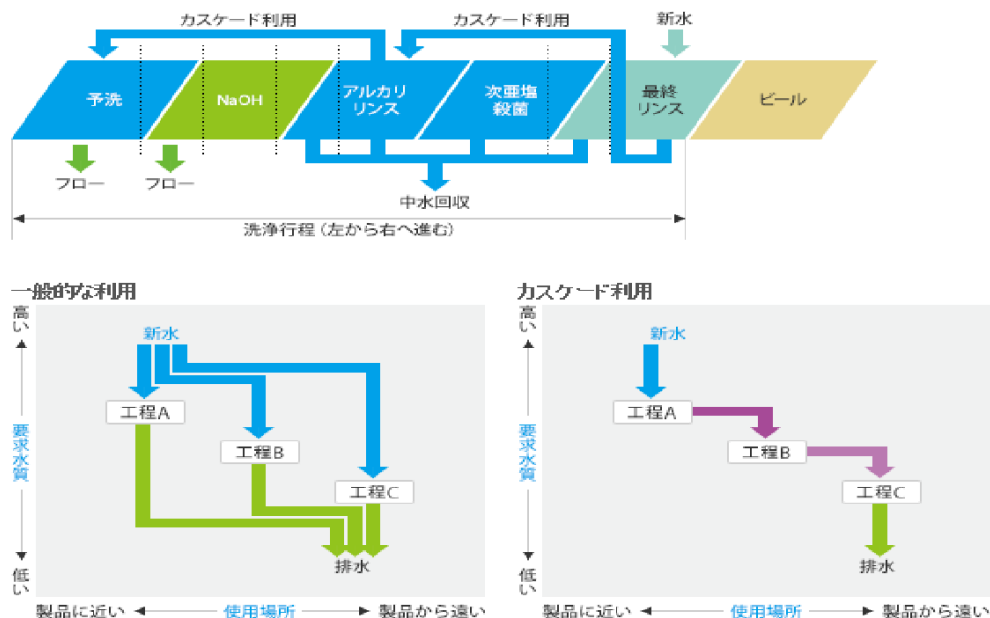 カスケード利用
カスケード利用
新水
予洗
NaOH
アルカリ
リンス
次亜塩
殺菌
最終
リンス
ビール
フロー
フロー
中水回収
洗浄行程（左から右へ進む）
一般的な利用
高い
要求水質
低い
新水
工程A
工程B
工程C
排水
製品に近い
使用場所
製品から遠い
カスケード利用
高い
要求水質
低い
新水
工程A
工程B
工程C
排水
製品に近い
使用場所
製品から遠い